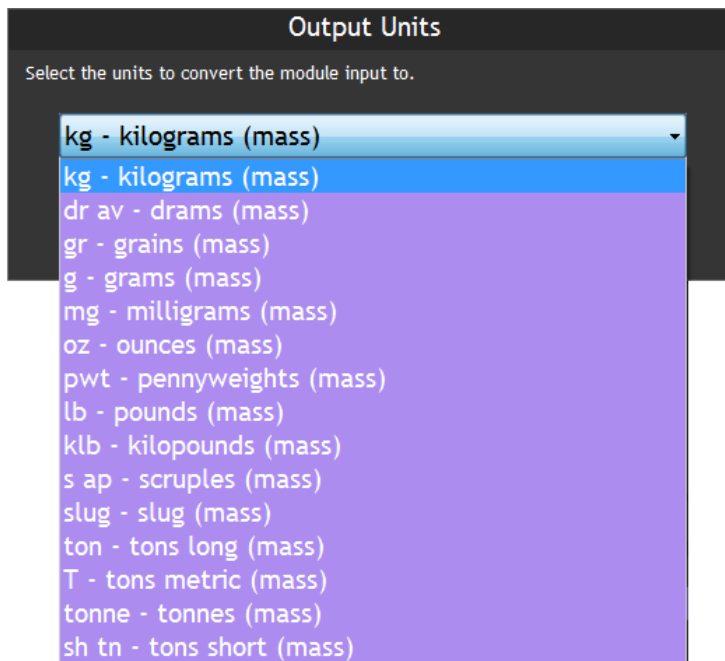 Output Units
Select the units to convert the module input to.
kg - kilograms (mass)
kg - kilograms (mass)
dr av - drams (mass)
gr - grains (mass)
g - grams (mass)
mg - milligrams (mass)
oz - ounces (mass)
pwt - pennyweights (mass)
lb - pounds (mass)
klb - kilopounds (mass)
s ap - scruples (mass)
slug - slug (mass)
ton - tons long (mass)
T - tons metric (mass)
tonne - tonnes (mass)
sh tn - tons short (mass)